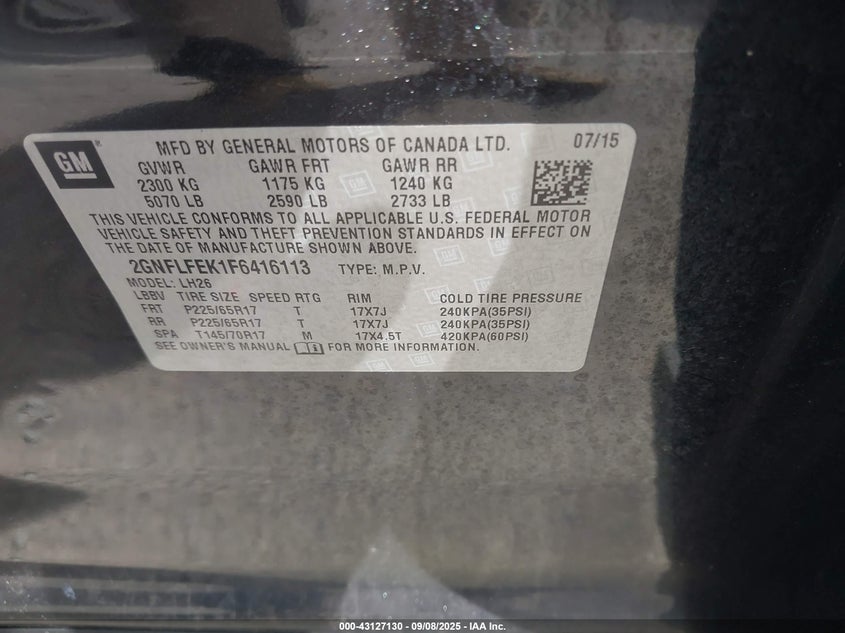 GM
MFD BY GENERAL MOTORS OF CANADA LTD. 07/15
GVWR GAWR FRT GAWR RR
2300 KG 1175 KG 1240 KG
5070 LB 2590 LB 2733 LB
THIS VEHICLE CONFORMS TO ALL APPLICABLE U.S. FEDERAL MOTOR
VEHICLE SAFETY AND THEFT PREVENTION STANDARDS IN EFFECT ON
THE DATE OF MANUFACTURE SHOWN ABOVE.
2GNFLFEK1F6416113 TYPE: M.P.V.
MODEL: LH26
LBBV TIRE SIZE SPEED RTG RIM COLD TIRE PRESSURE
FRT P225/65R17 T 17X7J 240KPA(35PSI)
RR P225/65R17 T 17X7J 240KPA(35PSI)
SPA T145/70R17 M 17X4.5T 420KPA(60PSI)
SEE OWNER'S MANUAL FOR MORE INFORMATION.
000-43127130 - 09/08/2025 - IAA Inc.